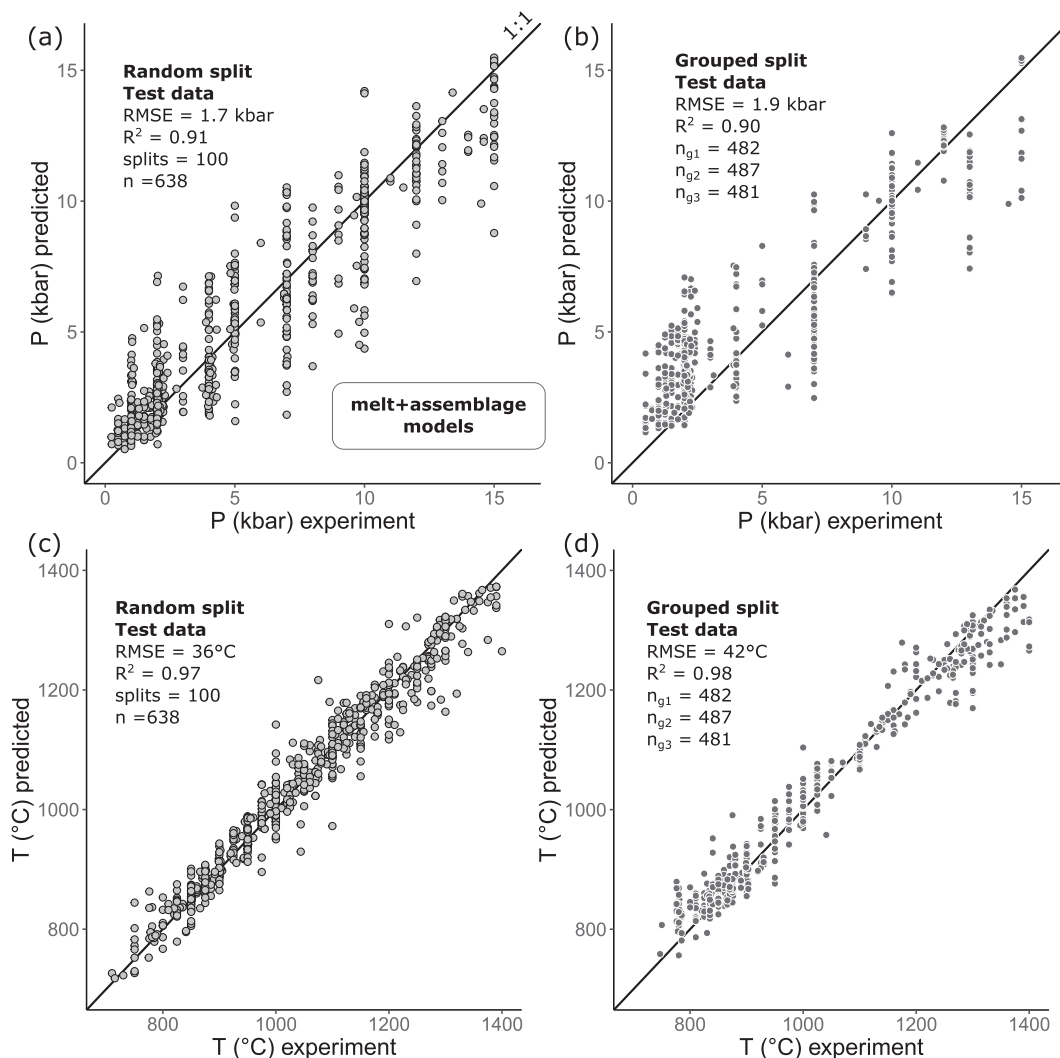 (a)
1:1
Random split
Test data
RMSE = 1.7 kbar
R² = 0.91
splits = 100
n =638
melt+assemblage
models
15
10
5
0
P (kbar) predicted
0 5 10 15
P (kbar) experiment
(b)
Grouped split
Test data
RMSE = 1.9 kbar
R² = 0.90
ng1 = 482
ng2 = 487
ng3 = 481
15
10
5
0
P (kbar) predicted
0 5 10 15
P (kbar) experiment
(c)
Random split
Test data
RMSE = 36°C
R² = 0.97
splits = 100
n =638
1400
1200
1000
800
T (°C) predicted
800 1000 1200 1400
T (°C) experiment
(d)
Grouped split
Test data
RMSE = 42°C
R² = 0.98
ng1 = 482
ng2 = 487
ng3 = 481
1400
1200
1000
800
T (°C) predicted
800 1000 1200 1400
T (°C) experiment